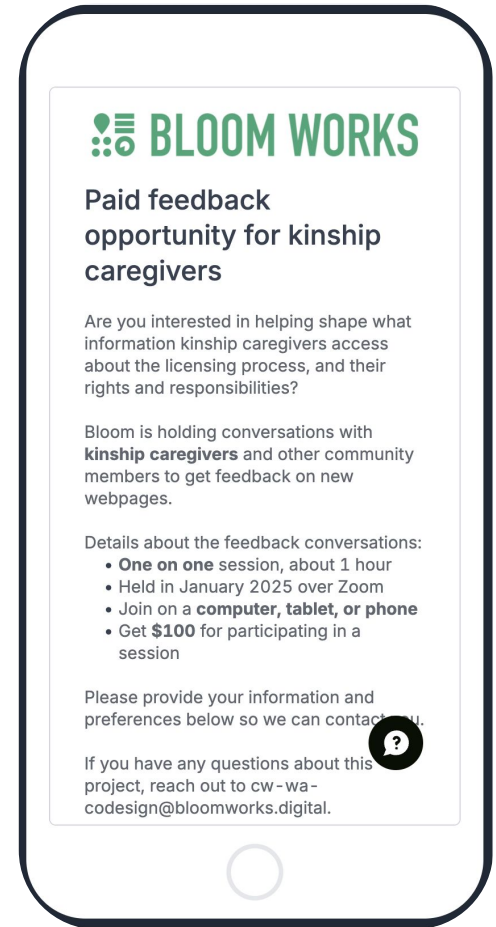 BLOOM WORKS
Paid feedback
opportunity for kinship
caregivers
Are you interested in helping shape what
information kinship caregivers access
about the licensing process, and their
rights and responsibilities?
Bloom is holding conversations with
kinship caregivers and other community
members to get feedback on new
webpages.
Details about the feedback conversations:
• One on one session, about 1 hour
• Held in January 2025 over Zoom
• Join on a computer, tablet, or phone
• Get $100 for participating in a
session
Please provide your information and
preferences below so we can contact
If you have any questions about this
project, reach out to cw-wa-
codesign@bloomworks.digital.
?